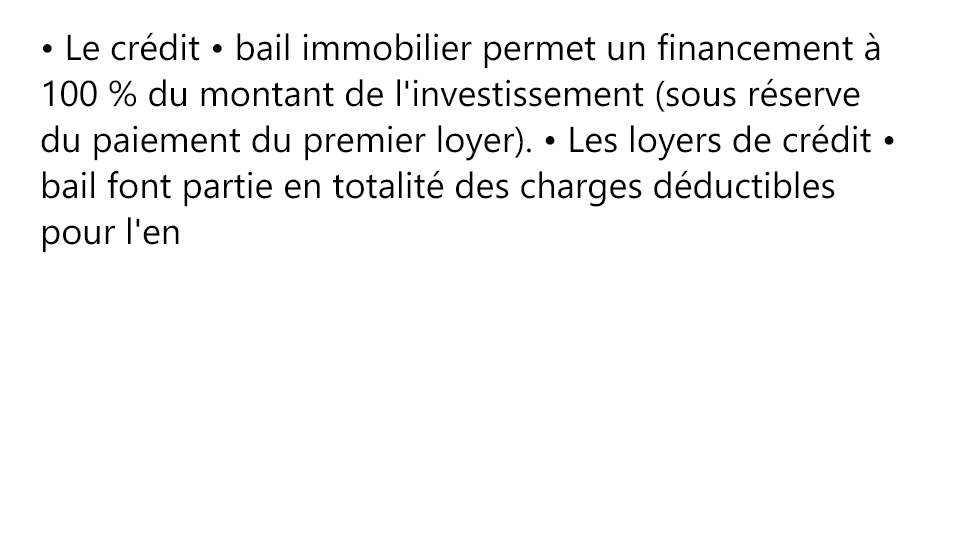 • Le crédit • bail immobilier permet un financement à
100 % du montant de l'investissement (sous réserve
du paiement du premier loyer). • Les loyers de crédit •
bail font partie en totalité des charges déductibles
pour l'en